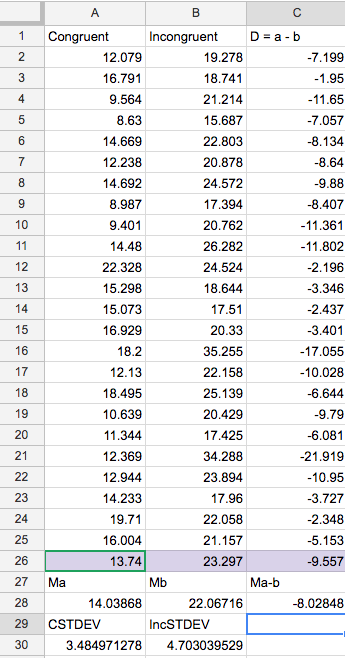 A B C
1 Congruent Incongruent D = a - b
2 12.079 19.278 -7.199
3 16.791 18.741 -1.95
4 9.564 21.214 -11.65
5 8.63 15.687 -7.057
6 14.669 22.803 -8.134
7 12.238 20.878 -8.64
8 14.692 24.572 -9.88
9 8.987 17.394 -8.407
10 9.401 20.762 -11.361
11 14.48 26.282 -11.802
12 22.328 24.524 -2.196
13 15.298 18.644 -3.346
14 15.073 17.51 -2.437
15 16.929 20.33 -3.401
16 18.2 35.255 -17.055
17 12.13 22.158 -10.028
18 18.495 25.139 -6.644
19 10.639 20.429 -9.79
20 11.344 17.425 -6.081
21 12.369 34.288 -21.919
22 12.944 23.894 -10.95
23 14.233 17.96 -3.727
24 19.71 22.058 -2.348
25 16.004 21.157 -5.153
26 13.74 23.297 -9.557
27 Ma Mb Ma-b
28 14.03868 22.06716 -8.02848
29 CSTDEV IncSTDEV
30 3.484971278 4.703039529